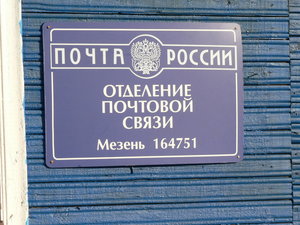 ПОЧТА РОССИИ
ОТДЕЛЕНИЕ
ПОЧТОВОЙ
СВЯЗИ
Мезень 164751